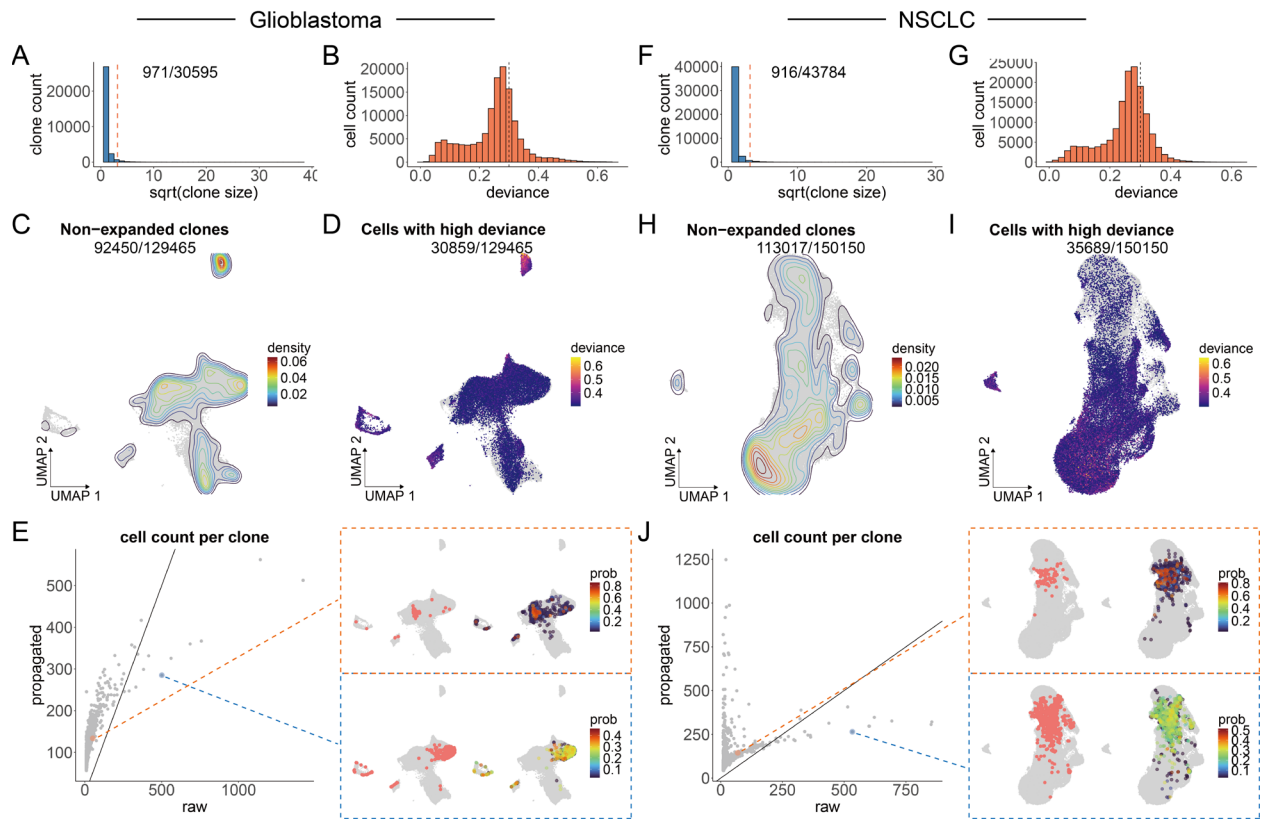 Glioblastoma
NSCLC
A
971/30595
clone count
20000
10000
0
0
10
20
30
sqrt(clone size)
B
cell count
20000
15000
10000
5000
0
0.0
0.2
0.4
0.6
deviance
F
916/43784
clone count
40000
30000
20000
10000
0
0
10
20
30
sqrt(clone size)
G
cell count
25000
20000
15000
10000
5000
0
0.0
0.2
0.4
0.6
deviance
C
Non−expanded clones
92450/129465
density
0.06
0.04
0.02
UMAP 2
UMAP 1
D
Cells with high deviance
30859/129465
deviance
0.6
0.5
0.4
UMAP 2
UMAP 1
H
Non−expanded clones
113017/150150
density
0.020
0.015
0.010
0.005
UMAP 2
UMAP 1
I
Cells with high deviance
35689/150150
deviance
0.6
0.5
0.4
UMAP 2
UMAP 1
E
cell count per clone
propagated
500
400
300
200
100
0
500
1000
raw
prob
0.8
0.6
0.4
0.2
prob
0.4
0.3
0.2
0.1
J
cell count per clone
propagated
1250
1000
750
500
250
0
0
250
500
750
raw
prob
0.8
0.6
0.4
0.2
prob
0.5
0.4
0.3
0.2
0.1